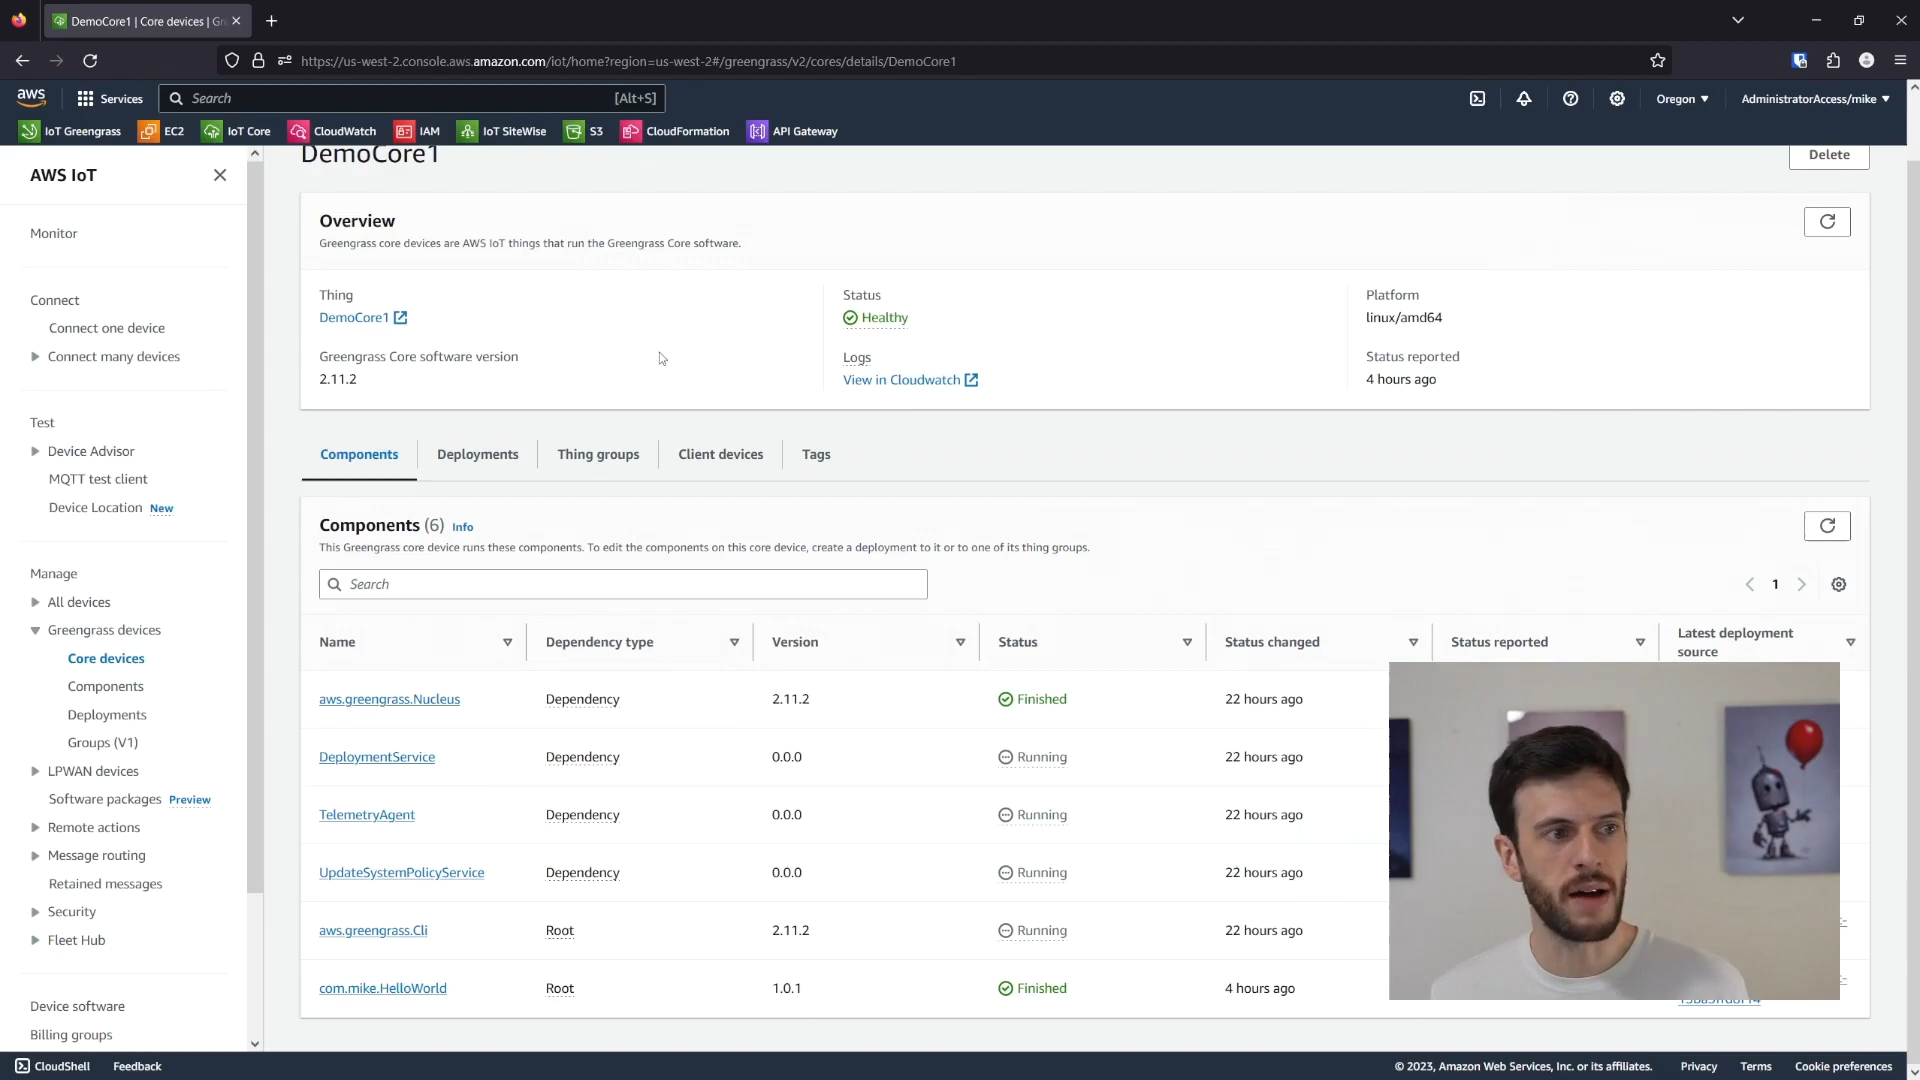 DemoCore1 | Core devices | Gre
https://us-west-2.console.aws.amazon.com/iot/home?region=us-west-2#/greengrass/v2/cores/details/DemoCore1
aws
Services
Search
[Alt+S]
Oregon
AdministratorAccess/mike
IoT Greengrass
EC2
IoT Core
CloudWatch
IAM
IoT SiteWise
S3
CloudFormation
API Gateway
AWS IoT
Monitor
Connect
Connect one device
Connect many devices
Test
Device Advisor
MQTT test client
Device Location New
Manage
All devices
Greengrass devices
Core devices
Components
Deployments
Groups (V1)
LPWAN devices
Software packages Preview
Remote actions
Message routing
Retained messages
Security
Fleet Hub
Device software
Billing groups
DemoCore1
Delete
Overview
Greengrass core devices are AWS IoT things that run the Greengrass Core software.
Thing
DemoCore1
Greengrass Core software version
2.11.2
Status
Healthy
Logs
View in Cloudwatch
Platform
linux/amd64
Status reported
4 hours ago
Components
Deployments
Thing groups
Client devices
Tags
Components (6) Info
This Greengrass core device runs these components. To edit the components on this core device, create a deployment to it or to one of its thing groups.
Search
1
Name
Dependency type
Version
Status
Status changed
Status reported
Latest deployment
source
aws.greengrass.Nucleus Dependency 2.11.2 Finished 22 hours ago
DeploymentService Dependency 0.0.0 Running 22 hours ago
TelemetryAgent Dependency 0.0.0 Running 22 hours ago
UpdateSystemPolicyService Dependency 0.0.0 Running 22 hours ago
aws.greengrass.Cli Root 2.11.2 Running 22 hours ago
com.mike.HelloWorld Root 1.0.1 Finished 4 hours ago
CloudShell
Feedback
© 2023, Amazon Web Services, Inc. or its affiliates.
Privacy
Terms
Cookie preferences